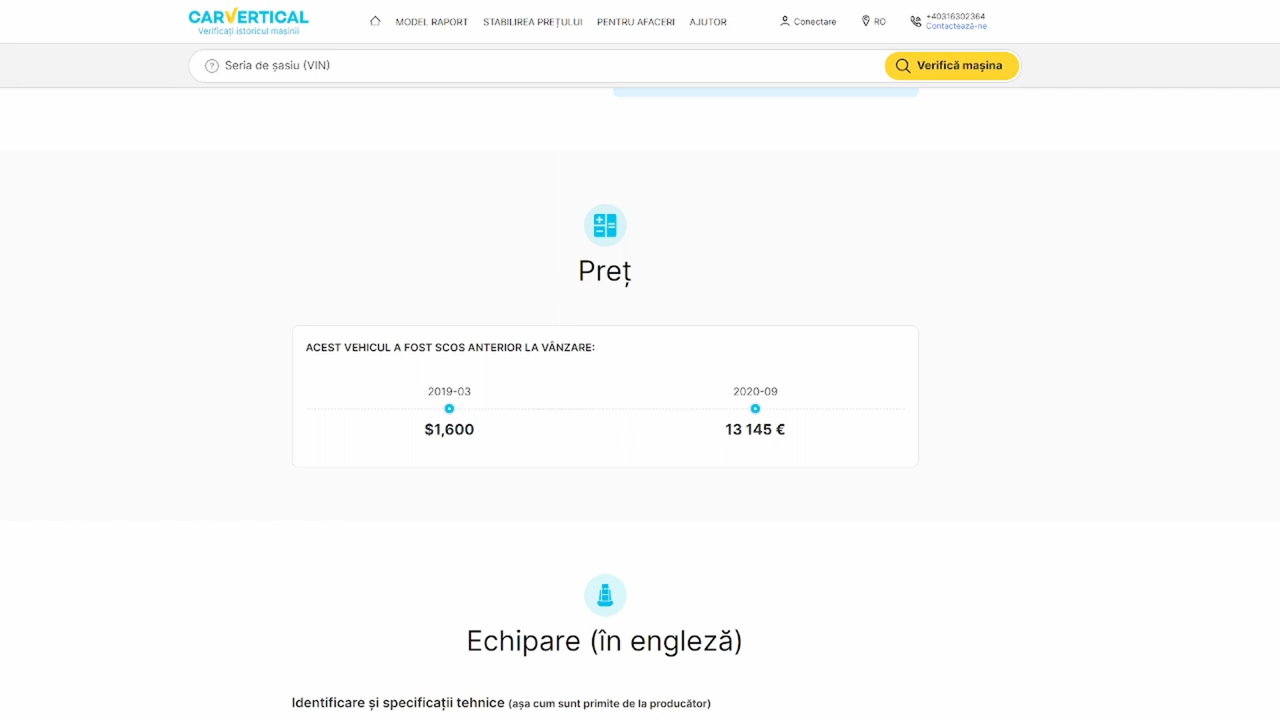 CARVERTICAL
Verificați istoricul mașinii
MODEL RAPORT STABILIREA PREȚULUI PENTRU AFACERI AJUTOR
Conectare
RO
+40316302364
Contactează-ne
? Seria de șasiu (VIN)
Verifică mașina
Preț
ACEST VEHICUL A FOST SCOS ANTERIOR LA VÂNZARE:
2019-03 2020-09
$1,600 13 145 €
Echipare (în engleză)
Identificare și specificații tehnice (așa cum sunt primite de la producător)